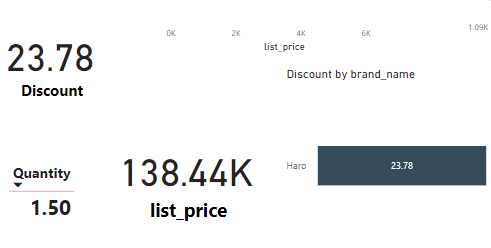 0K 2K 4K 6K 1.09K
list_price
23.78
Discount
Discount by brand_name
Quantity
1.50
138.44K
list_price
Haro 23.78